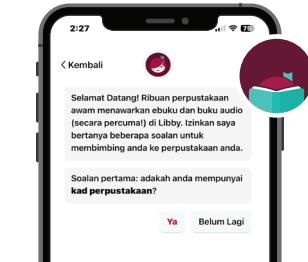 2:27
Kembali
Selamat Datang! Ribuan perpustakaan
awam menawarkan ebuku dan buku audio
(secara percuma!) di Libby. Izinkan saya
bertanya beberapa soalan untuk
membimbing anda ke perpustakaan anda.
Soalan pertama: adakah anda mempunyai
kad perpustakaan?
Ya Belum Lagi